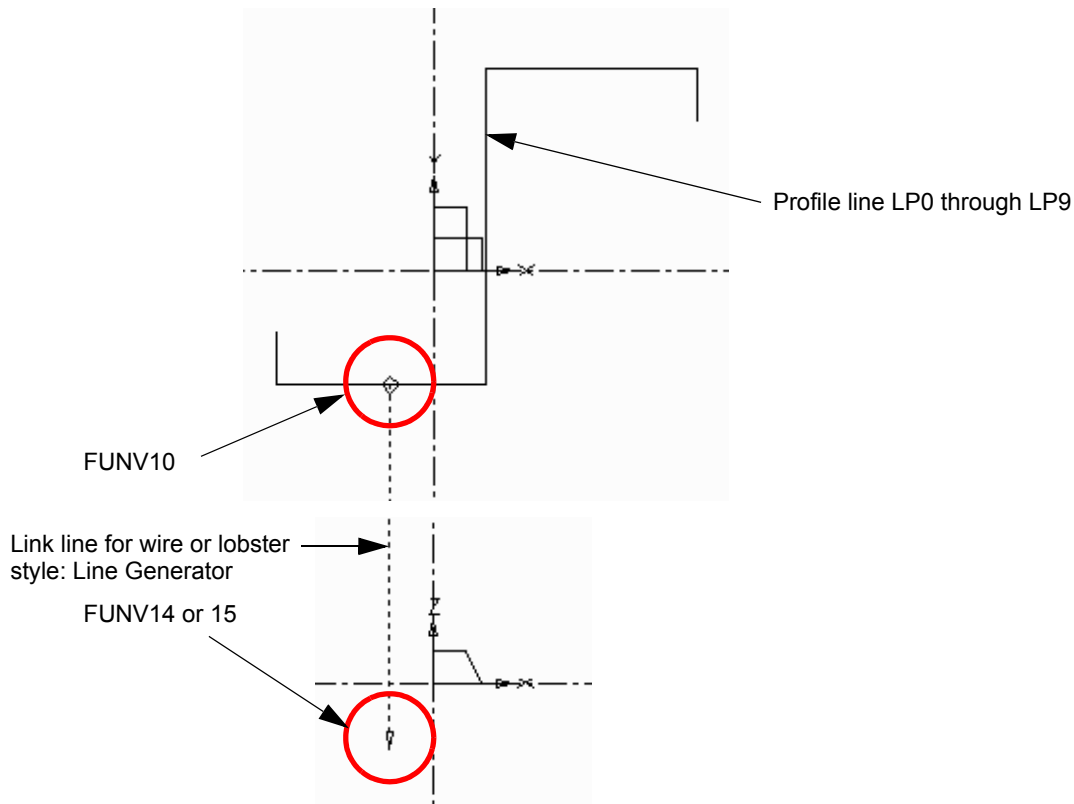 Y
Profile line LP0 through LP9
X
FUNV10
Link line for wire or lobster
style: Line Generator
FUNV14 or 15
Z
X